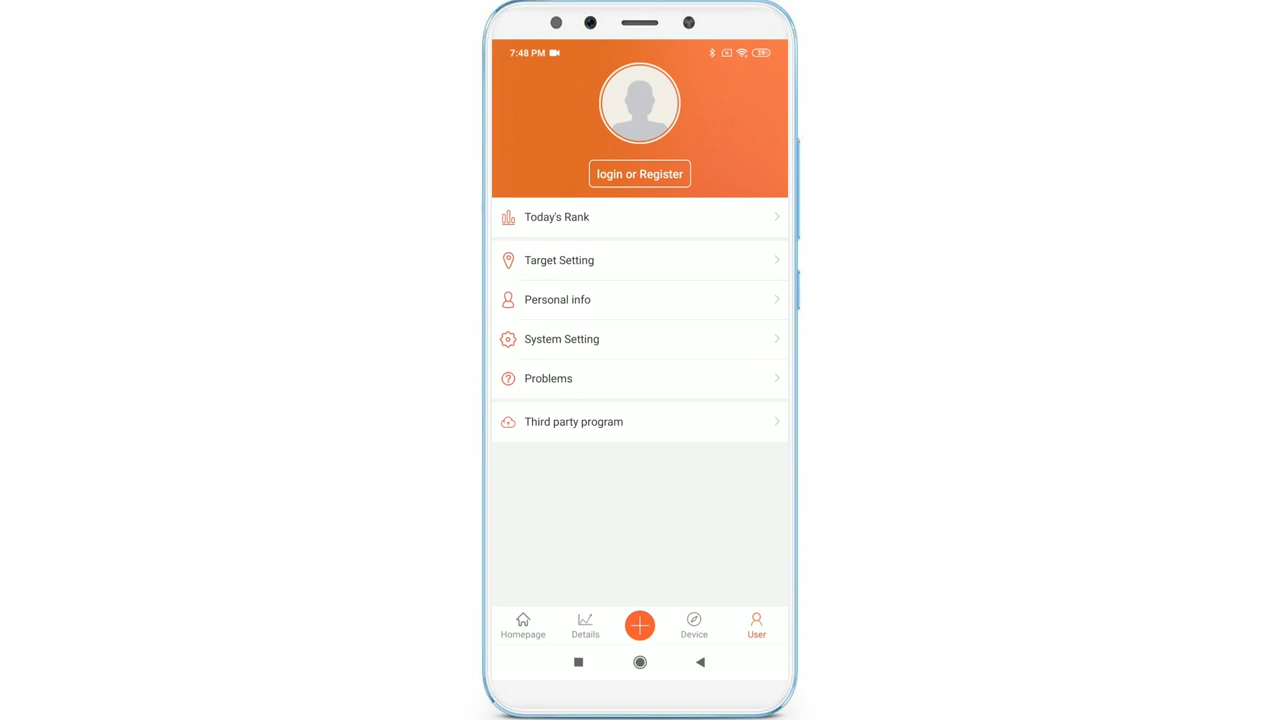 7:48 PM
login or Register
Today's Rank
Target Setting
Personal info
System Setting
Problems
Third party program
Homepage
Details
Device
User